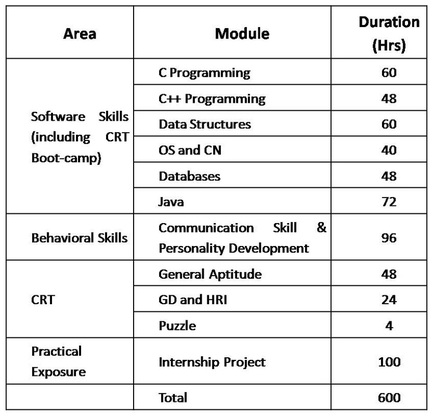 Area Module Duration (Hrs)
Software Skills (including CRT Boot-camp)
C Programming 60
C++ Programming 48
Data Structures 60
OS and CN 40
Databases 48
Java 72
Behavioral Skills Communication Skill & Personality Development 96
CRT
General Aptitude 48
GD and HRI 24
Puzzle 4
Practical Exposure Internship Project 100
Total 600